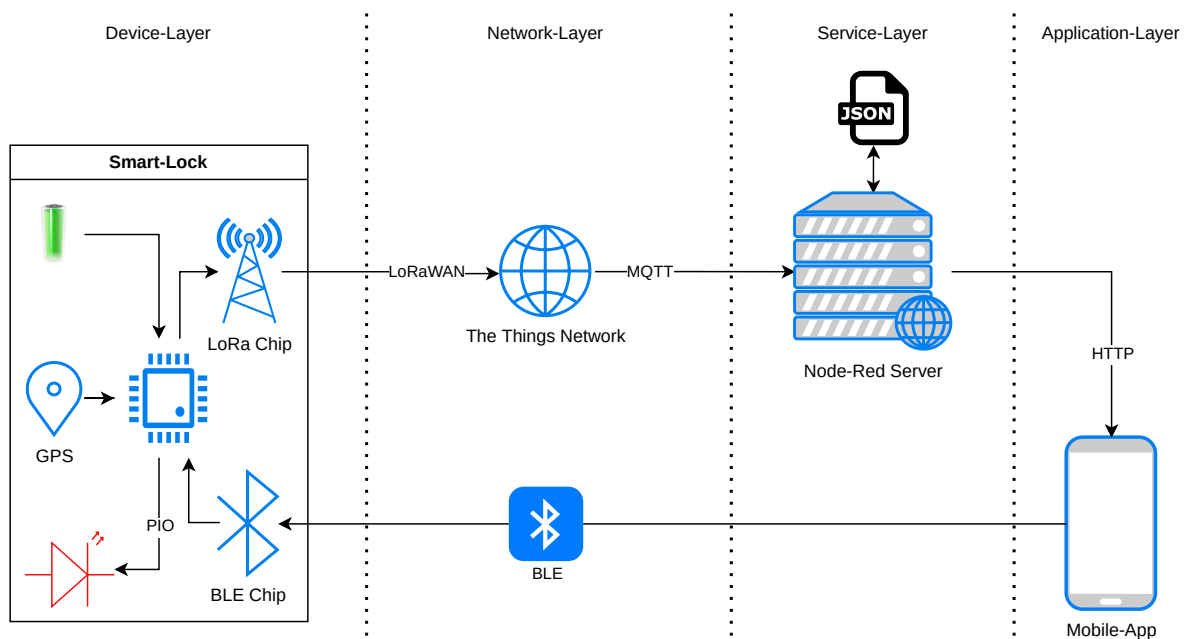 Device-Layer
Network-Layer
Service-Layer
Application-Layer
JSON
Smart-Lock
LoRaWAN
MQTT
The Things Network
LoRa Chip
HTTP
Node-Red Server
GPS
PIO
BLE
BLE Chip
Mobile-App